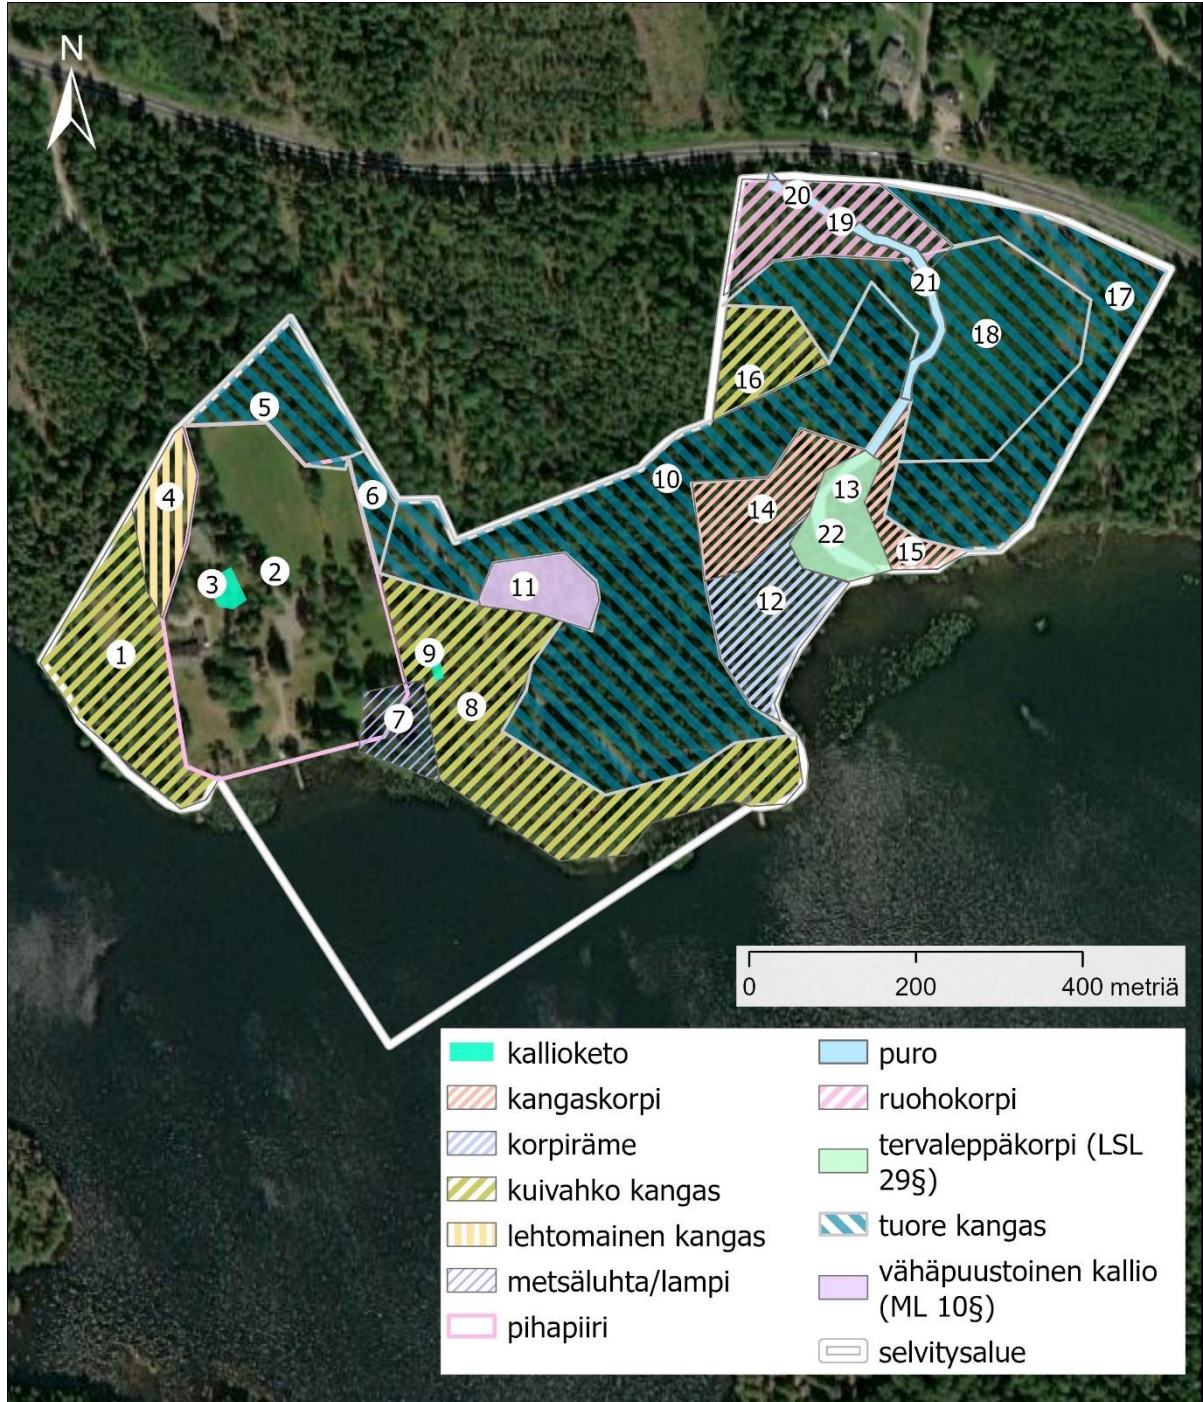 N
20
19
21
17
18
16
5
10
4
6
13
14
22
15
3
2
11
12
1
9
8
7
0 200 400 metriä
kallioketo
kangaskorpi
korpiräme
kuivahko kangas
lehtomainen kangas
metsäluhta/lampi
pihapiiri
puro
ruohokorpi
tervaleppäkorpi (LSL
29§)
tuore kangas
vähäpuustoinen kallio
(ML 10§)
selvitysalue